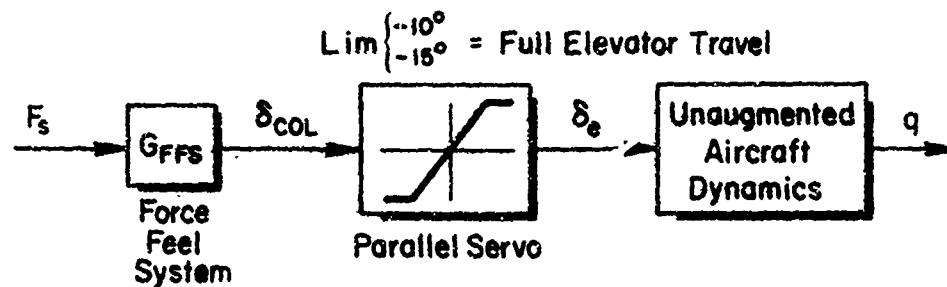 Lim { -10° = Full Elevator Travel
-15°
F_s
G_FFS
Force
Feel
System
δ_COL
Parallel Servo
δ_e
Unaugmented
Aircraft
Dynamics
q